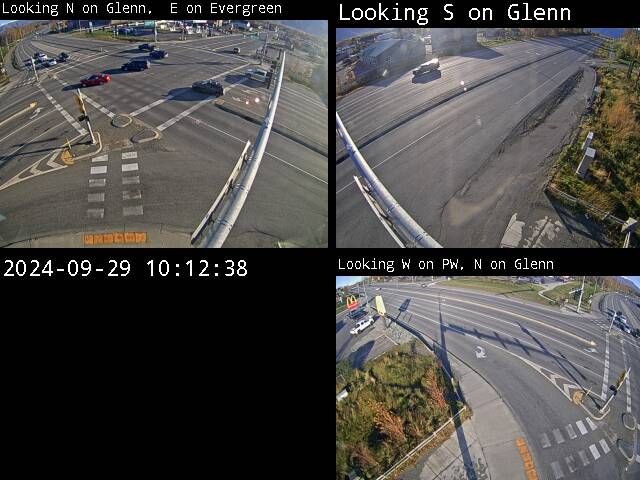 Looking N on Glenn,  E on Evergreen
Looking S on Glenn
2024-09-29 10:12:38
Looking W on PW, N on Glenn